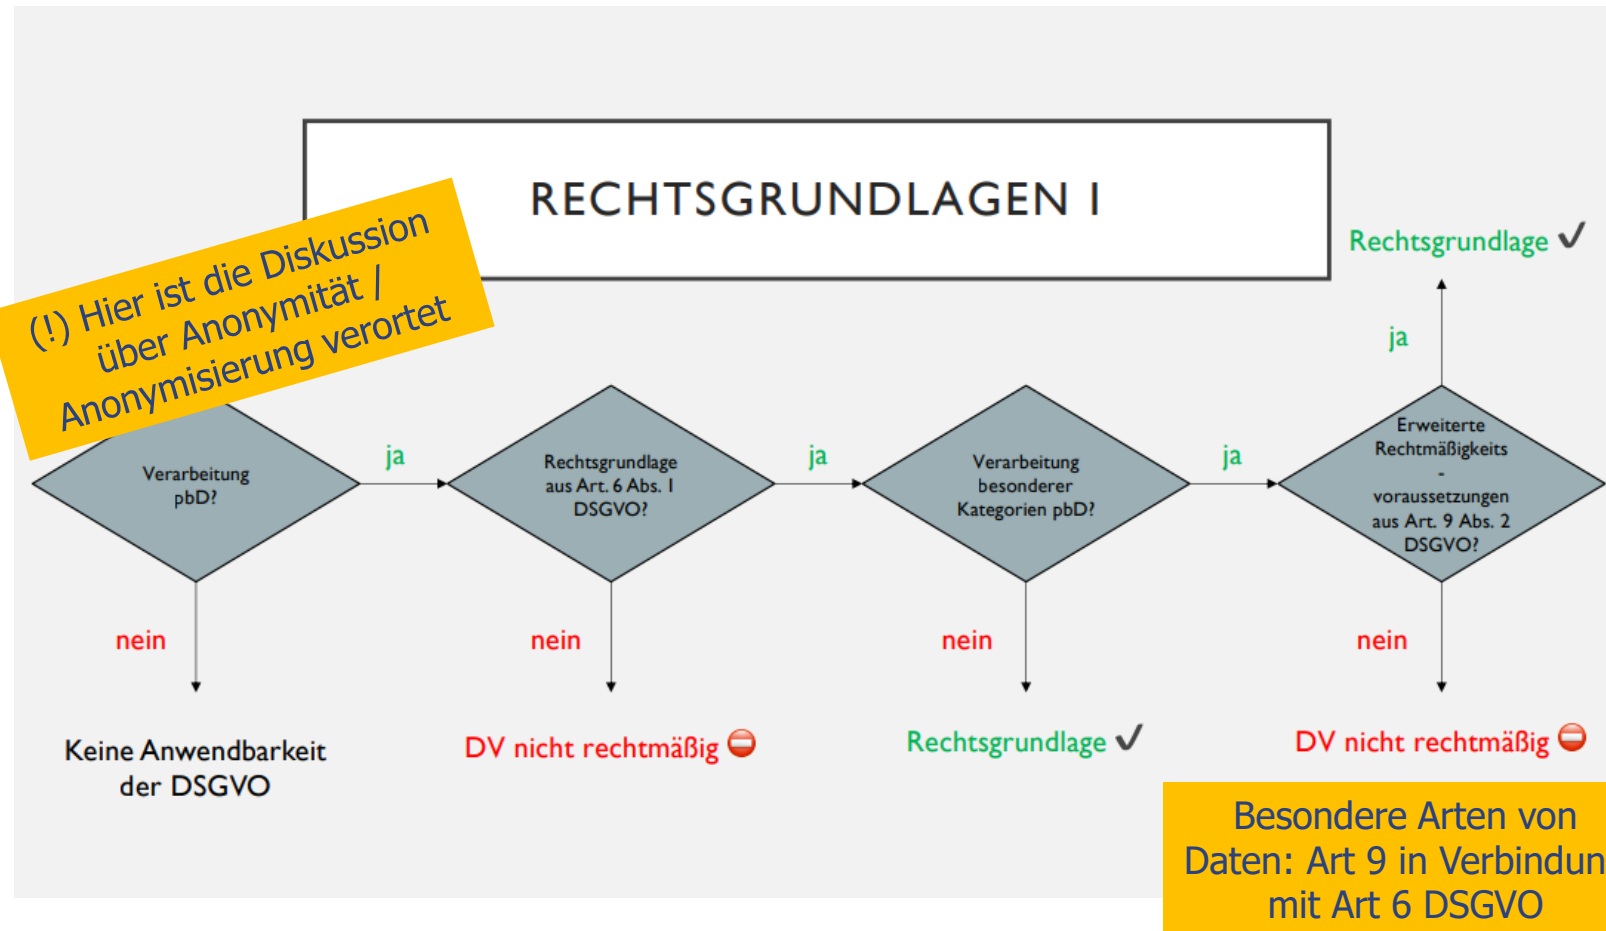 RECHTSGRUNDLAGEN I
(!) Hier ist die Diskussion
über Anonymität /
Anonymisierung verortet
Rechtsgrundlage ✔
ja
Verarbeitung
pbD?
ja
Rechtsgrundlage
aus Art. 6 Abs. I
DSGVO?
ja
Verarbeitung
besonderer
Kategorien pbD?
ja
Erweiterte
Rechtmäßigkeits
-
voraussetzungen
aus Art. 9 Abs. 2
DSGVO?
nein
nein
nein
nein
Keine Anwendbarkeit
der DSGVO
DV nicht rechtmäßig ⛔
Rechtsgrundlage ✔
DV nicht rechtmäßig ⛔
Besondere Arten von
Daten: Art 9 in Verbindun
mit Art 6 DSGVO